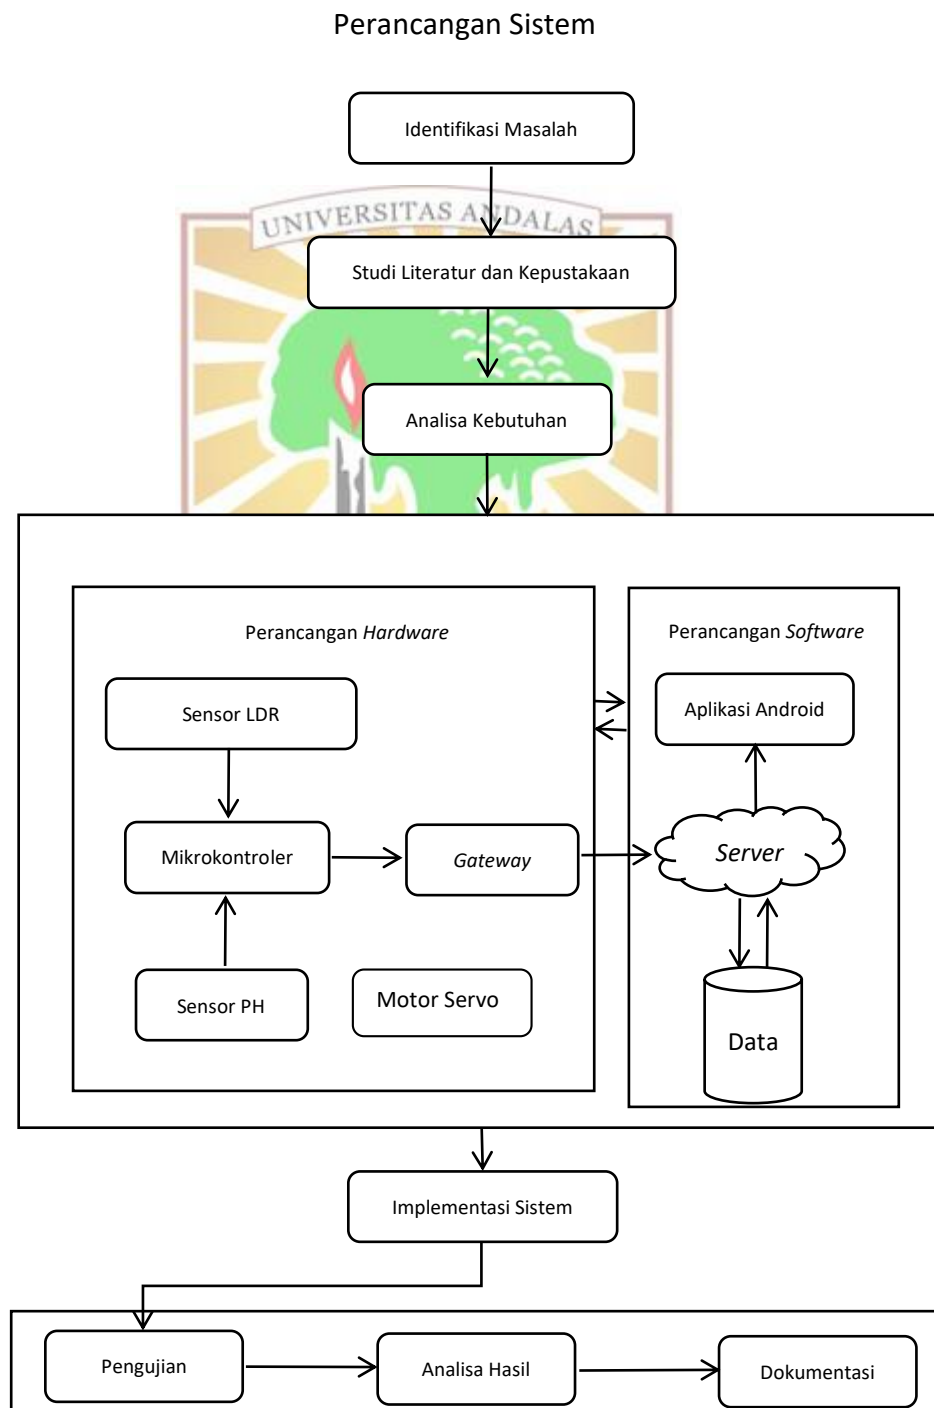 Perancangan Sistem
Identifikasi Masalah
UNIVERSITAS ANDALAS
Studi Literatur dan Kepustakaan
Analisa Kebutuhan
Perancangan Hardware
Perancangan Software
Sensor LDR
Aplikasi Android
Mikrokontroler
Gateway
Server
Sensor PH
Motor Servo
Data
Implementasi Sistem
Pengujian
Analisa Hasil
Dokumentasi